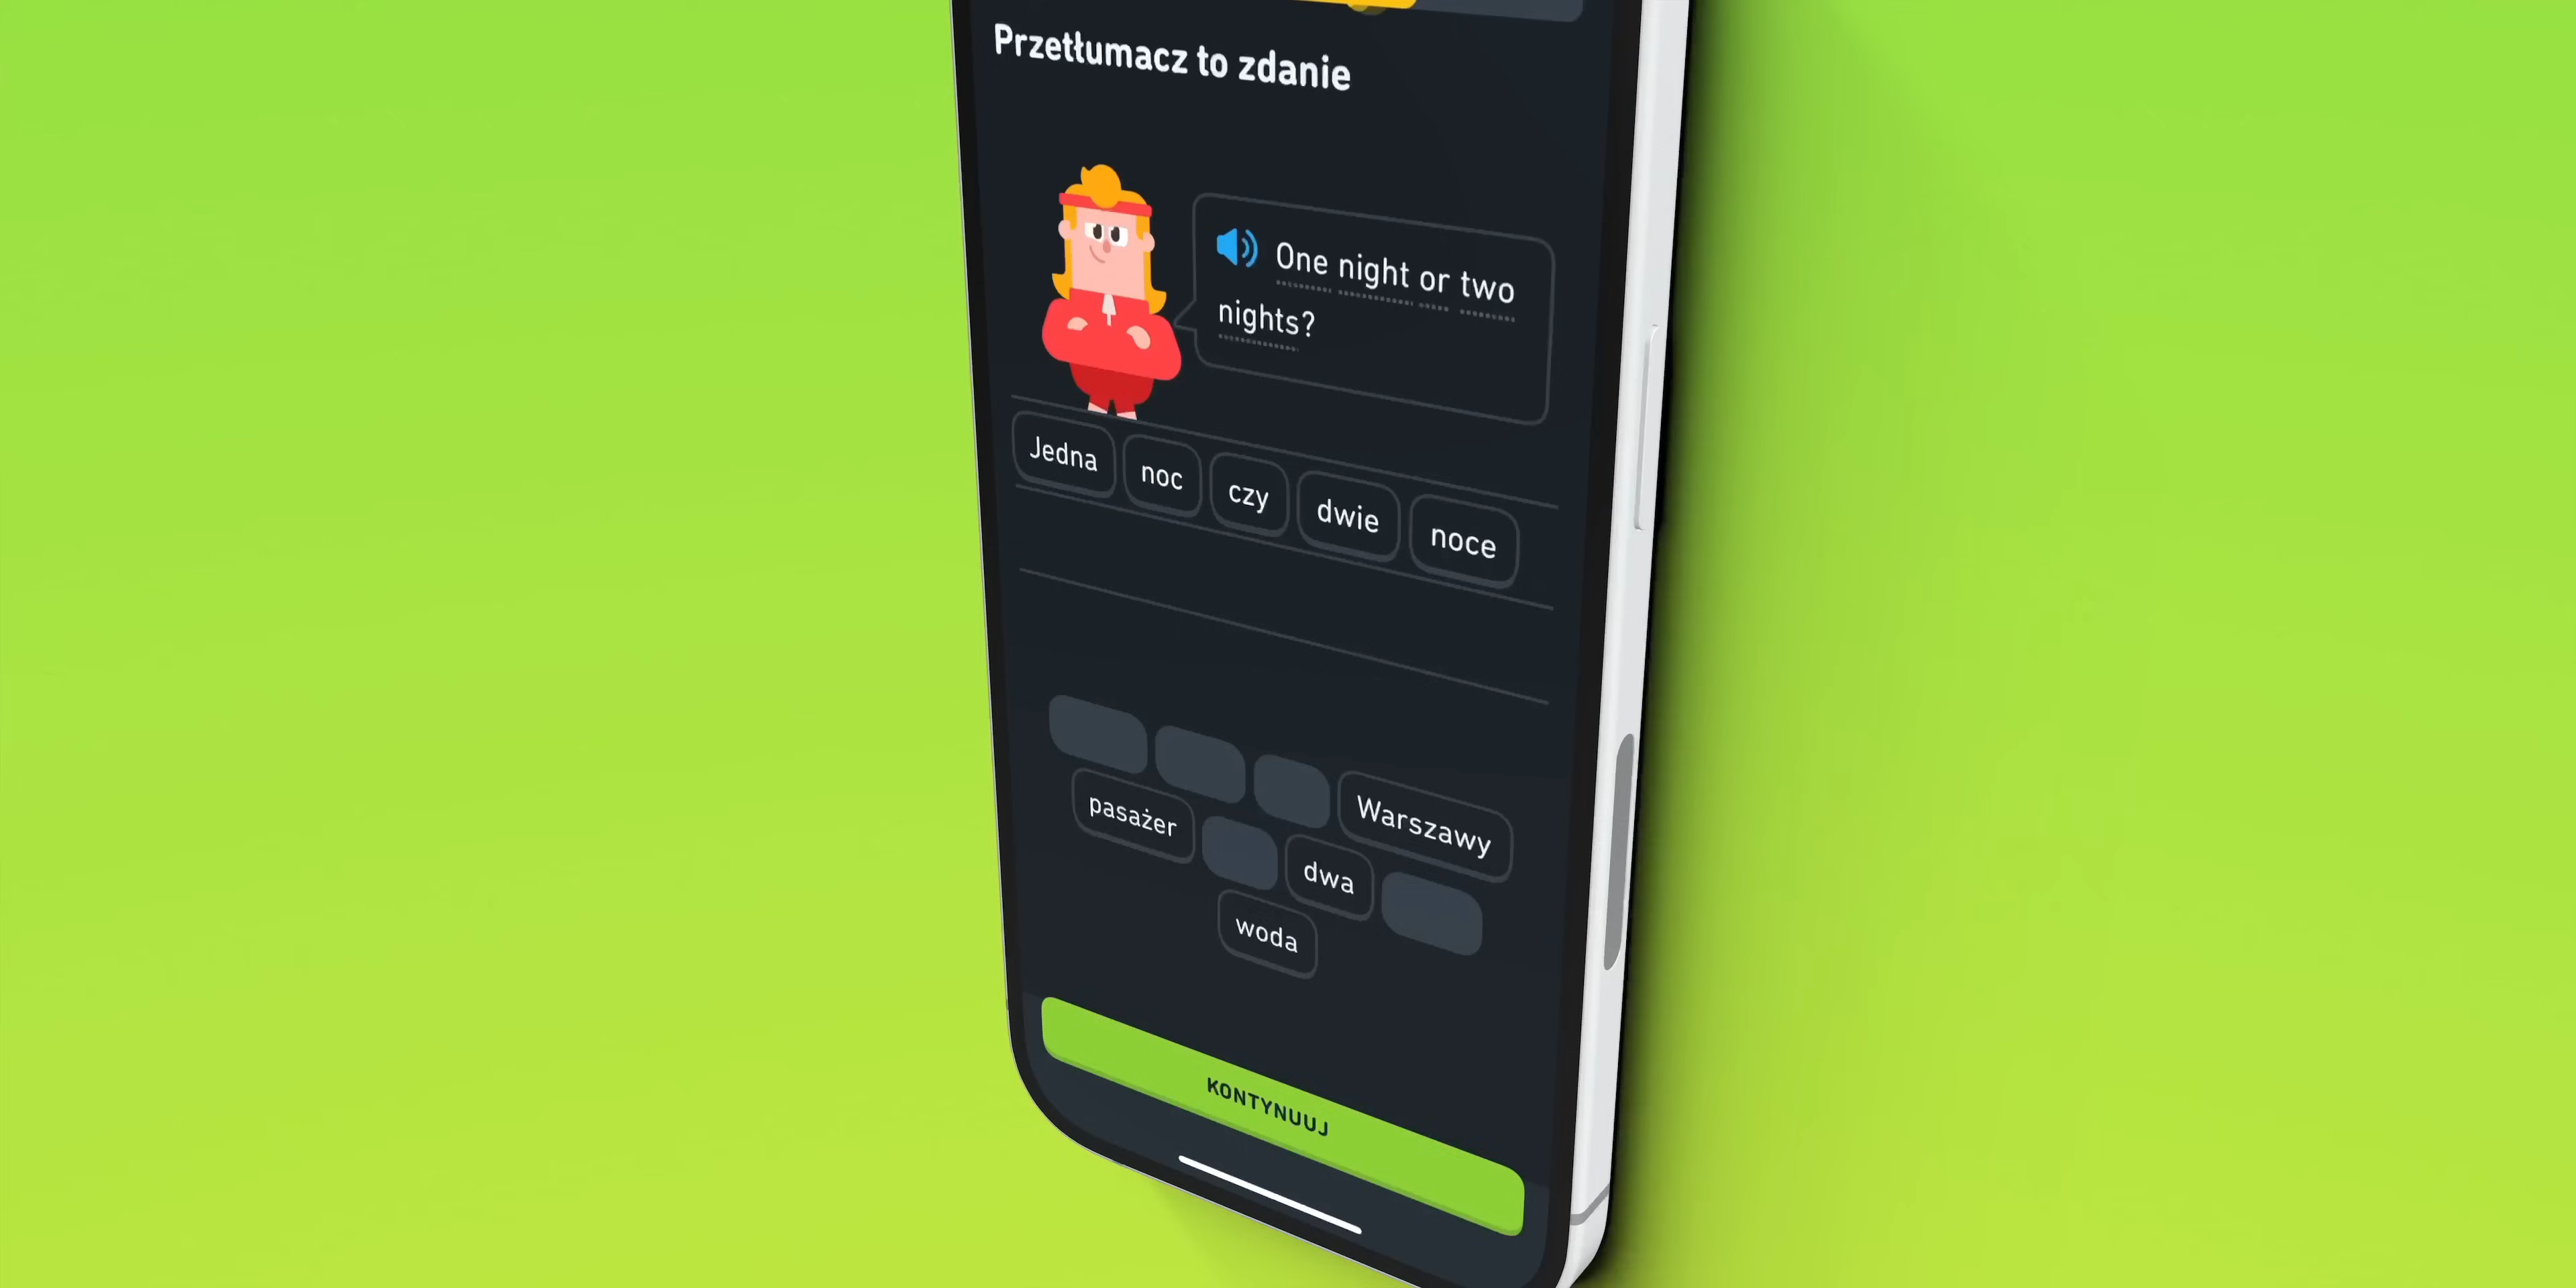 Przetłumacz to zdanie
One night or two
nights?
Jedna noc czy dwie noce
Warszawy
pasażer dwa
woda
KONTYNUUJ